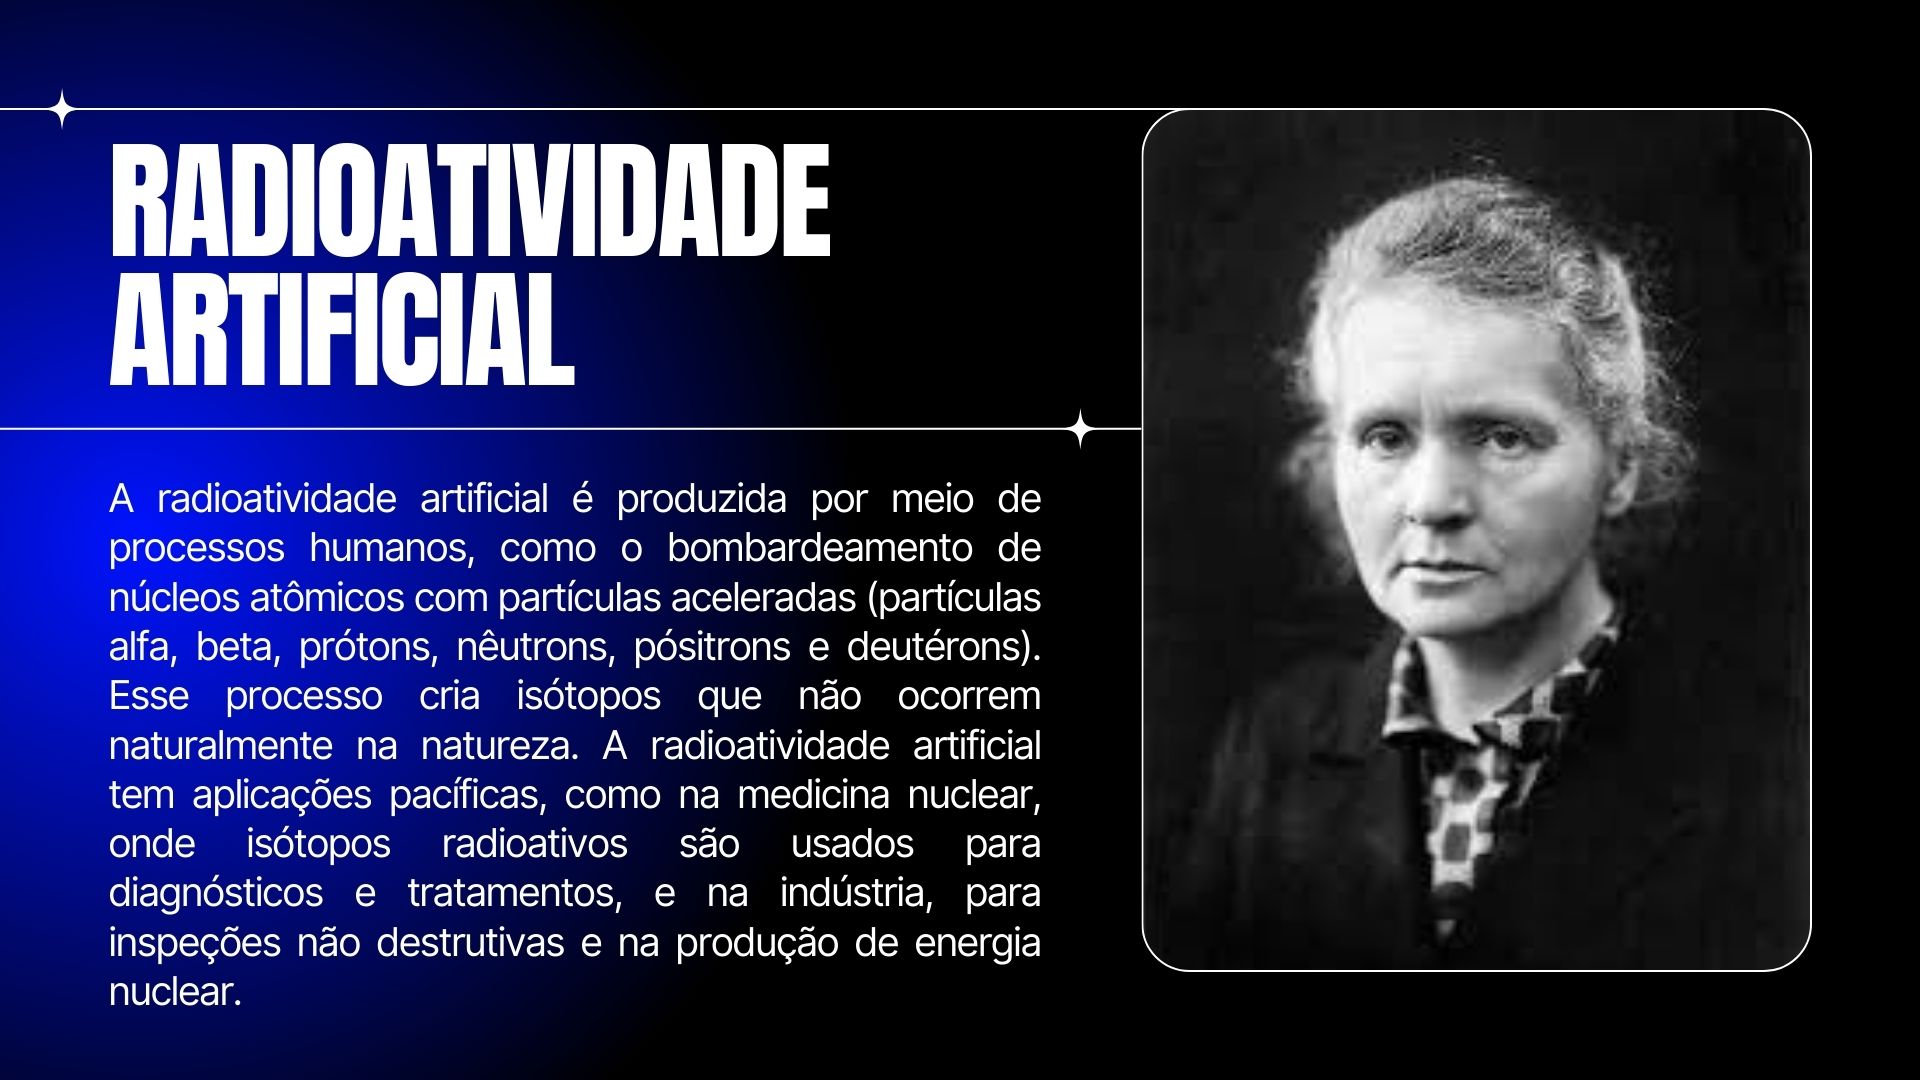 RADIOATIVIDADE
ARTIFICIAL
A radioatividade artificial é produzida por meio de
processos humanos, como o bombardeamento de
núcleos atômicos com partículas aceleradas (partículas
alfa, beta, prótons, nêutrons, pósitrons e deutérons).
Esse processo cria isótopos que não ocorrem
naturalmente na natureza. A radioatividade artificial
tem aplicações pacíficas, como na medicina nuclear,
onde isótopos radioativos são usados para
diagnósticos e tratamentos, e na indústria, para
inspeções não destrutivas e na produção de energia
nuclear.